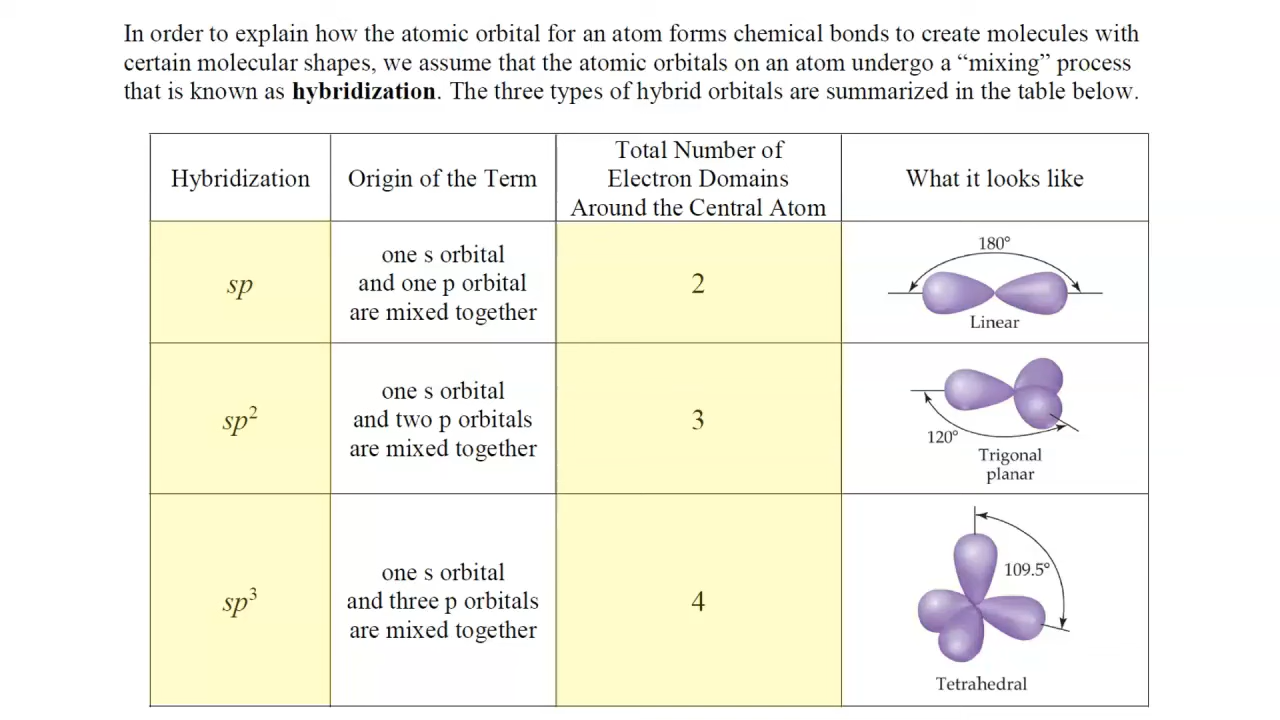 In order to explain how the atomic orbital for an atom forms chemical bonds to create molecules with
certain molecular shapes, we assume that the atomic orbitals on an atom undergo a “mixing” process
that is known as hybridization. The three types of hybrid orbitals are summarized in the table below.
Hybridization
Origin of the Term
Total Number of
Electron Domains
Around the Central Atom
What it looks like
sp
one s orbital
and one p orbital
are mixed together
2
180°
Linear
sp²
one s orbital
and two p orbitals
are mixed together
3
120°
Trigonal
planar
sp³
one s orbital
and three p orbitals
are mixed together
4
109.5°
Tetrahedral